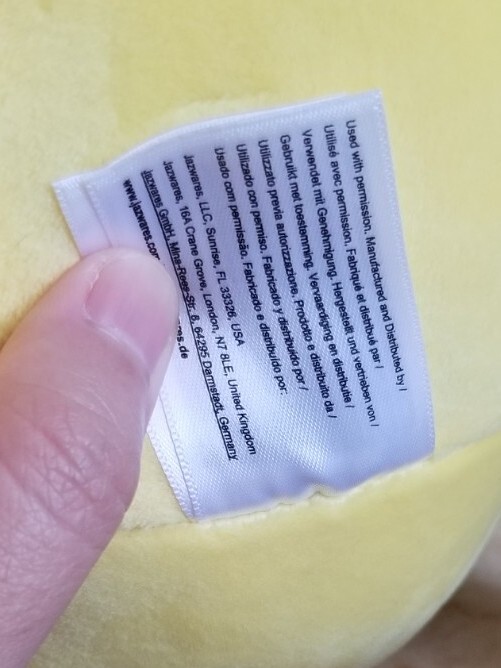 Used with permission. Manufactured and Distributed by /
Utilisé avec permission. Fabriqué et distribué par /
Verwendet mit Genehmigung. Hergestellt und vertrieben von /
Gebruikt met toestemming. Vervaardiging en distributie /
Utilizzato previa autorizzazione. Prodotto e distribuito da /
Utilizado con permiso. Fabricado y distribuido por /
Usado com permissão. Fabricado e distribuído por:
Jazwares, LLC. Sunrise, FL 33326, USA
Jazwares, 16A Crane Grove, London, N7 8LE, United Kingdom
Jazwares GmbH, Mina-Rees-Str. 8, 64295 Darmstadt, Germany
www.jazwares.com